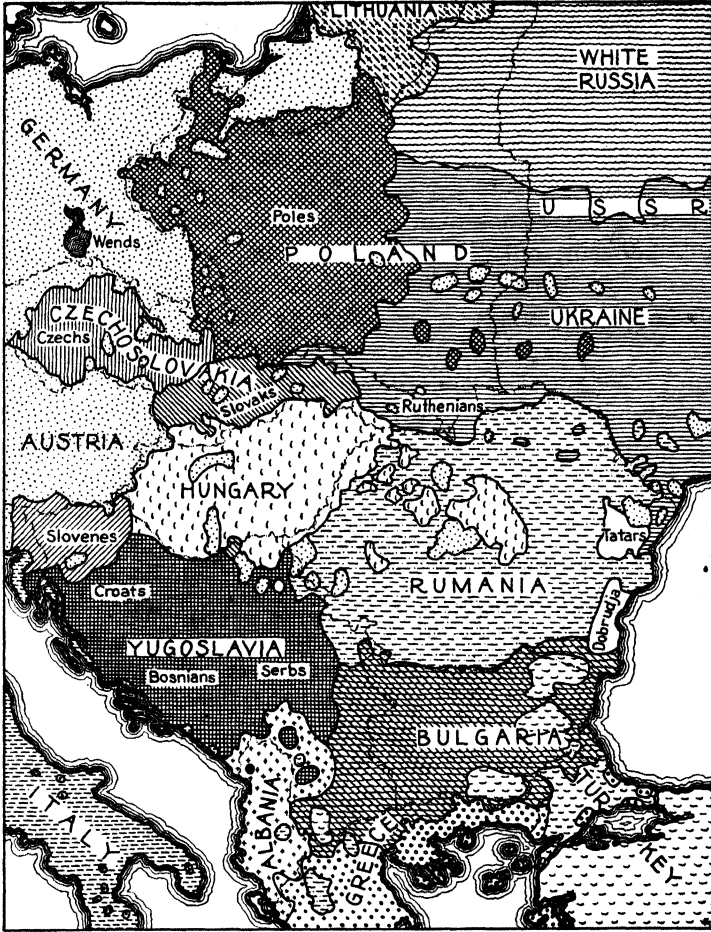 LITHUANIA
WHITE
RUSSIA
GERMANY
U S S R
Poles
Wends
POLAND
CZECHOSLOVAKIA
Czechs
UKRAINE
Slovaks
Ruthenians
AUSTRIA
HUNGARY
Slovenes
Tatars
Croats
RUMANIA
Dobrudja
YUGOSLAVIA
Bosnians
Serbs
BULGARIA
ITALY
ALBANIA
GREECE
TURKEY